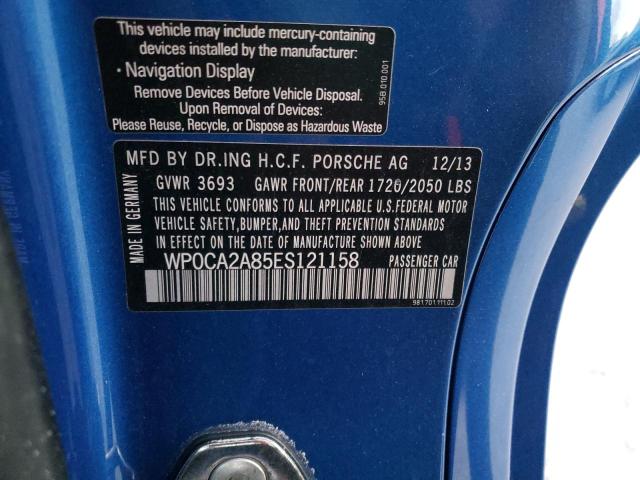 This vehicle may include mercury-containing
devices installed by the manufacturer:
· Navigation Display
Remove Devices Before Vehicle Disposal.
Upon Removal of Devices:
Please Reuse, Recycle, or Dispose as Hazardous Waste
95B.010.001
MFD BY DR.ING H.C.F. PORSCHE AG 12/13
GVWR 3693 GAWR FRONT/REAR 1720/2050 LBS
THIS VEHICLE CONFORMS TO ALL APPLICABLE U.S.FEDERAL MOTOR
VEHICLE SAFETY,BUMPER,AND THEFT PREVENTION STANDARDS
IN EFFECT ON THE DATE OF MANUFACTURE SHOWN ABOVE.
WP0CA2A85ES121158 PASSENGER CAR
981.701.111.02
MADE IN GERMANY